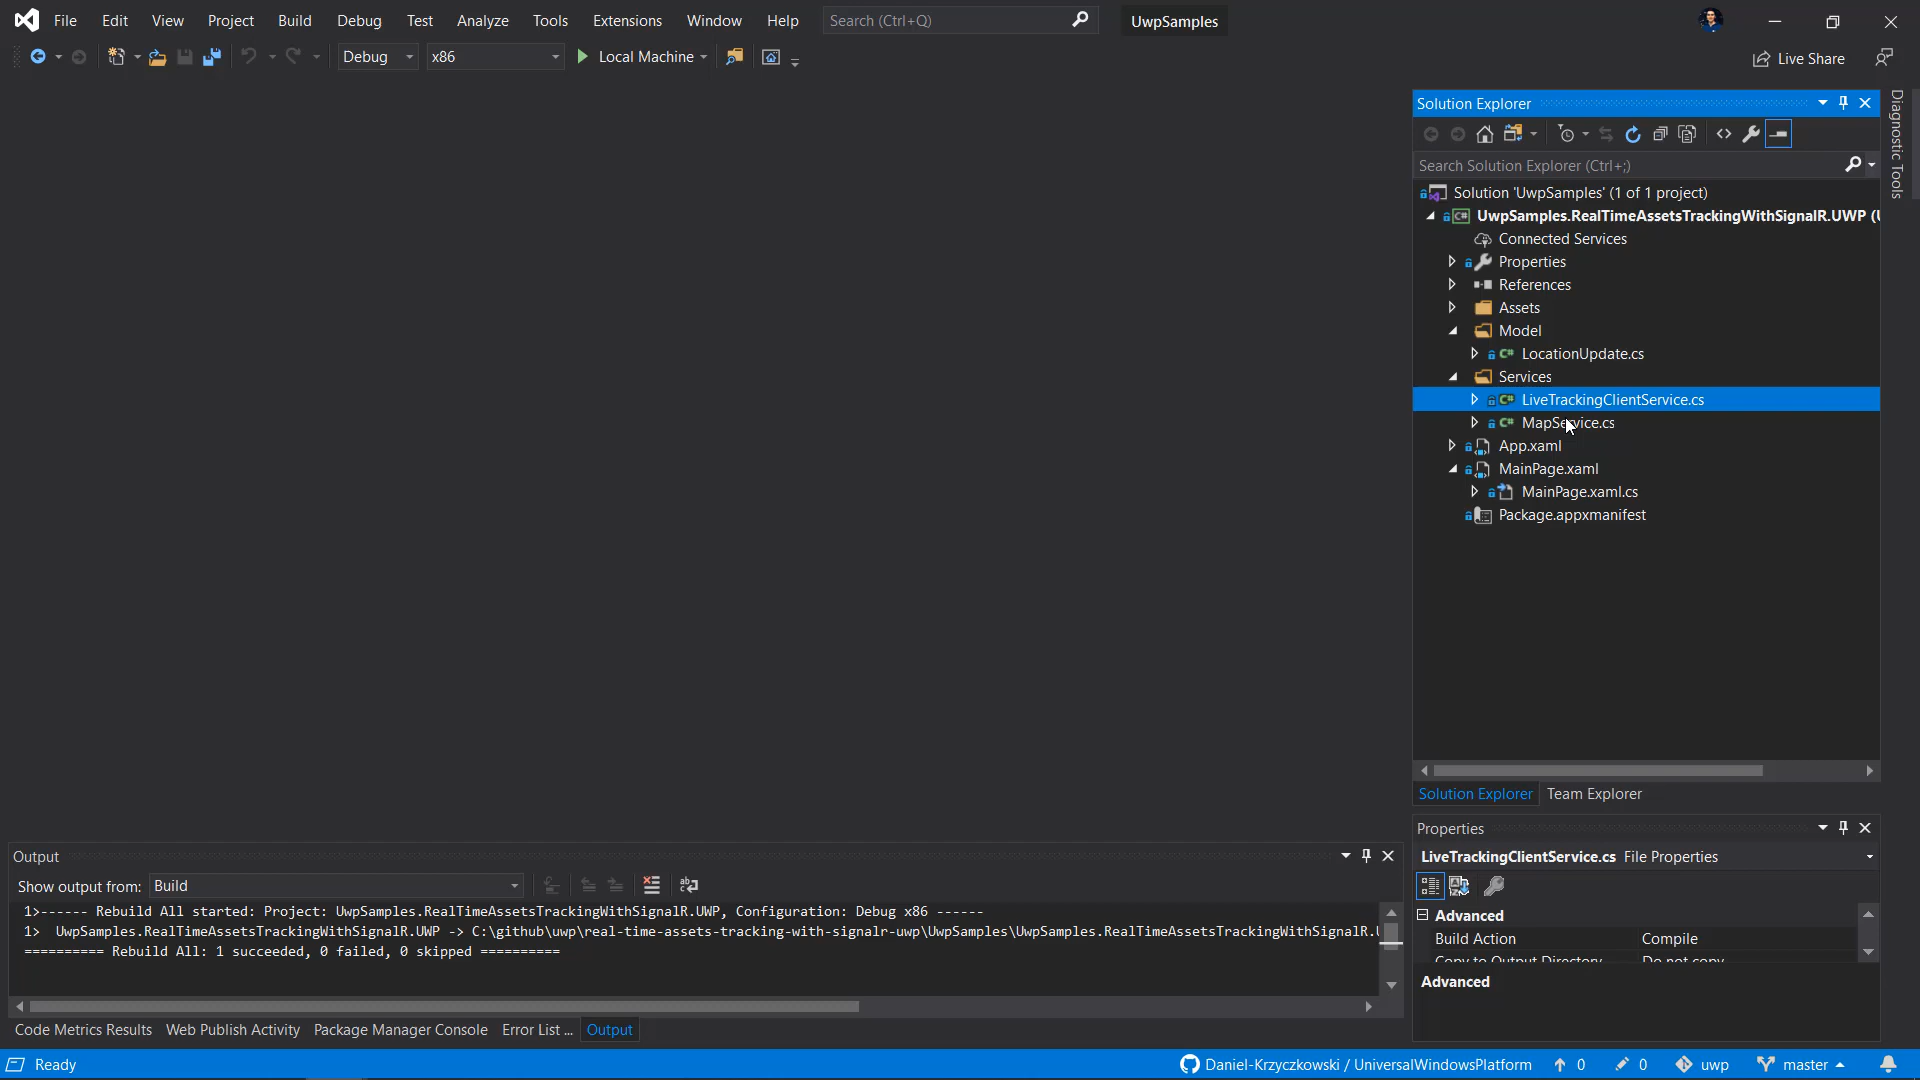 File Edit View Project Build Debug Test Analyze Tools Extensions Window Help Search (Ctrl+Q) UwpSamples
Debug x86 Local Machine Live Share
Solution Explorer
Search Solution Explorer (Ctrl+;)
Solution 'UwpSamples' (1 of 1 project)
UwpSamples.RealTimeAssetsTrackingWithSignalR.UWP (
Connected Services
Properties
References
Assets
Model
LocationUpdate.cs
Services
LiveTrackingClientService.cs
MapService.cs
App.xaml
MainPage.xaml
MainPage.xaml.cs
Package.appxmanifest
Diagnostic Tools
Solution Explorer Team Explorer
Properties
LiveTrackingClientService.cs File Properties
Advanced
Build Action Compile
Copy to Output Directory Do not copy
Advanced
Output
Show output from: Build
1>------ Rebuild All started: Project: UwpSamples.RealTimeAssetsTrackingWithSignalR.UWP, Configuration: Debug x86 ------
1> UwpSamples.RealTimeAssetsTrackingWithSignalR.UWP -> C:\github\uwp\real-time-assets-tracking-with-signalr-uwp\UwpSamples\UwpSamples.RealTimeAssetsTrackingWithSignalR.
========== Rebuild All: 1 succeeded, 0 failed, 0 skipped ==========
Code Metrics Results Web Publish Activity Package Manager Console Error List ... Output
Ready Daniel-Krzyczkowski / UniversalWindowsPlatform 0 0 uwp master